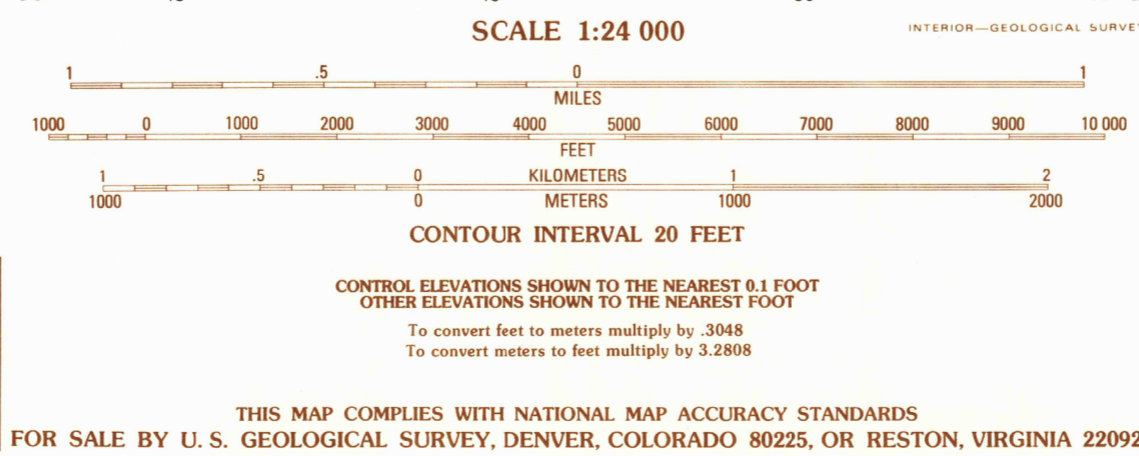 SCALE 1:24 000
INTERIOR—GEOLOGICAL SURVEY
1 .5 0 1
MILES
1000 0 1000 2000 3000 4000 5000 6000 7000 8000 9000 10 000
FEET
1 .5 0 KILOMETERS 1 2
1000 0 METERS 1000 2000
CONTOUR INTERVAL 20 FEET
CONTROL ELEVATIONS SHOWN TO THE NEAREST 0.1 FOOT
OTHER ELEVATIONS SHOWN TO THE NEAREST FOOT
To convert feet to meters multiply by .3048
To convert meters to feet multiply by 3.2808
THIS MAP COMPLIES WITH NATIONAL MAP ACCURACY STANDARDS
FOR SALE BY U. S. GEOLOGICAL SURVEY, DENVER, COLORADO 80225, OR RESTON, VIRGINIA 22092